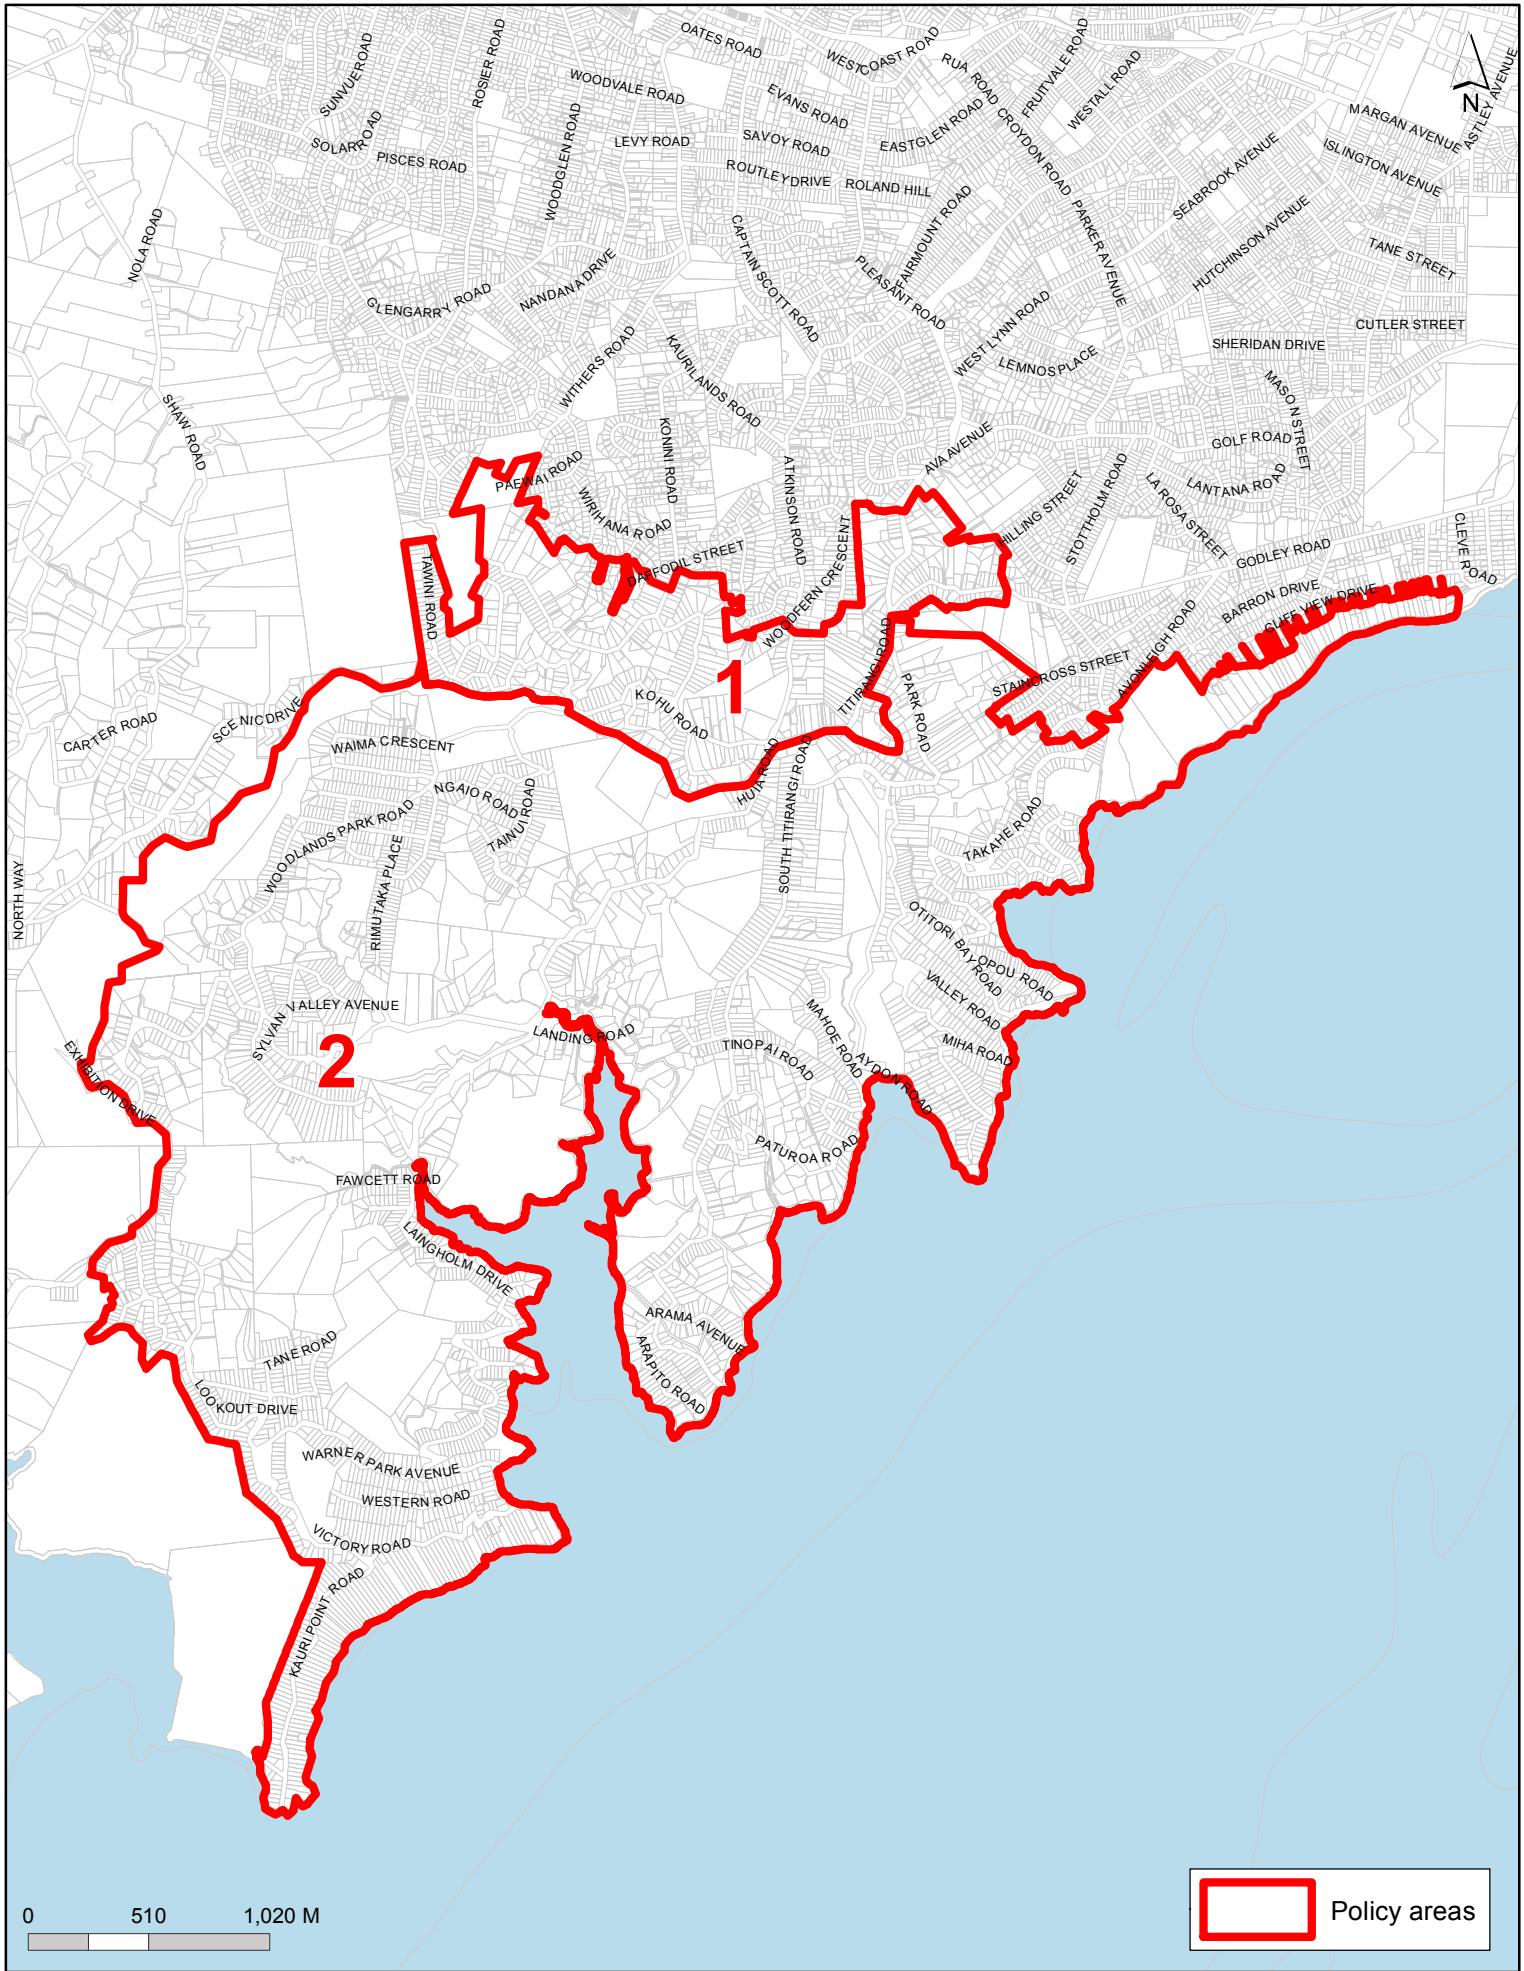 OATES ROAD
WEST COAST ROAD
SUNVUE ROAD
ROSIER ROAD
WOODVALE ROAD
EVANS ROAD
RUA ROAD
FRUITVALE ROAD
WESTALL ROAD
N
MARGAN AVENUE
ASTLEY AVENUE
SOLAR ROAD
PISCES ROAD
WOODGLEN ROAD
LEVY ROAD
SAVOY ROAD
EASTGLEN ROAD
CROYDON ROAD
ISLINGTON AVENUE
ROUTLEY DRIVE
ROLAND HILL
SEABROOK AVENUE
NOLA ROAD
CAPTAIN SCOTT ROAD
FAIRMOUNT ROAD
PARKER AVENUE
HUTCHINSON AVENUE
TANE STREET
GLENGARRY ROAD
NANDANA DRIVE
PLEASANT ROAD
WEST LYNN ROAD
CUTLER STREET
SHERIDAN DRIVE
WITHERS ROAD
KAURILANDS ROAD
LEMNOS PLACE
MASON STREET
SHAW ROAD
KONINI ROAD
AVA AVENUE
GOLF ROAD
PAEWAI ROAD
ATKINSON ROAD
HILLING STREET
STOTTHOLM ROAD
LA ROSA STREET
LANTANA ROAD
WIRIHANA ROAD
CLEVE ROAD
DAFFODIL STREET
WOODFERN CRESCENT
GODLEY ROAD
TAWINI ROAD
BARRON DRIVE
CLIFF VIEW DRIVE
1
TITIRANGI ROAD
STAINCROSS STREET
AVONLEIGH ROAD
KOHU ROAD
PARK ROAD
CARTER ROAD
SCENIC DRIVE
WAIMA CRESCENT
HUIA ROAD
SOUTH TITIRANGI ROAD
NGAIO ROAD
TAINUI ROAD
WOODLANDS PARK ROAD
TAKAHE ROAD
RIMUTAKA PLACE
NORTH WAY
OTITORI BAY ROAD
OPOU ROAD
VALLEY ROAD
SYLVAN VALLEY AVENUE
LANDING ROAD
MAHOE ROAD
2
TINOPAI ROAD
MIHA ROAD
EXHIBITION DRIVE
AYDON ROAD
PATUROA ROAD
FAWCETT ROAD
LAINGHOLM DRIVE
ARAMA AVENUE
TANE ROAD
ARAPITO ROAD
LOOKOUT DRIVE
WARNER PARK AVENUE
WESTERN ROAD
VICTORY ROAD
KAURI POINT ROAD
0 510 1,020 M
Policy areas